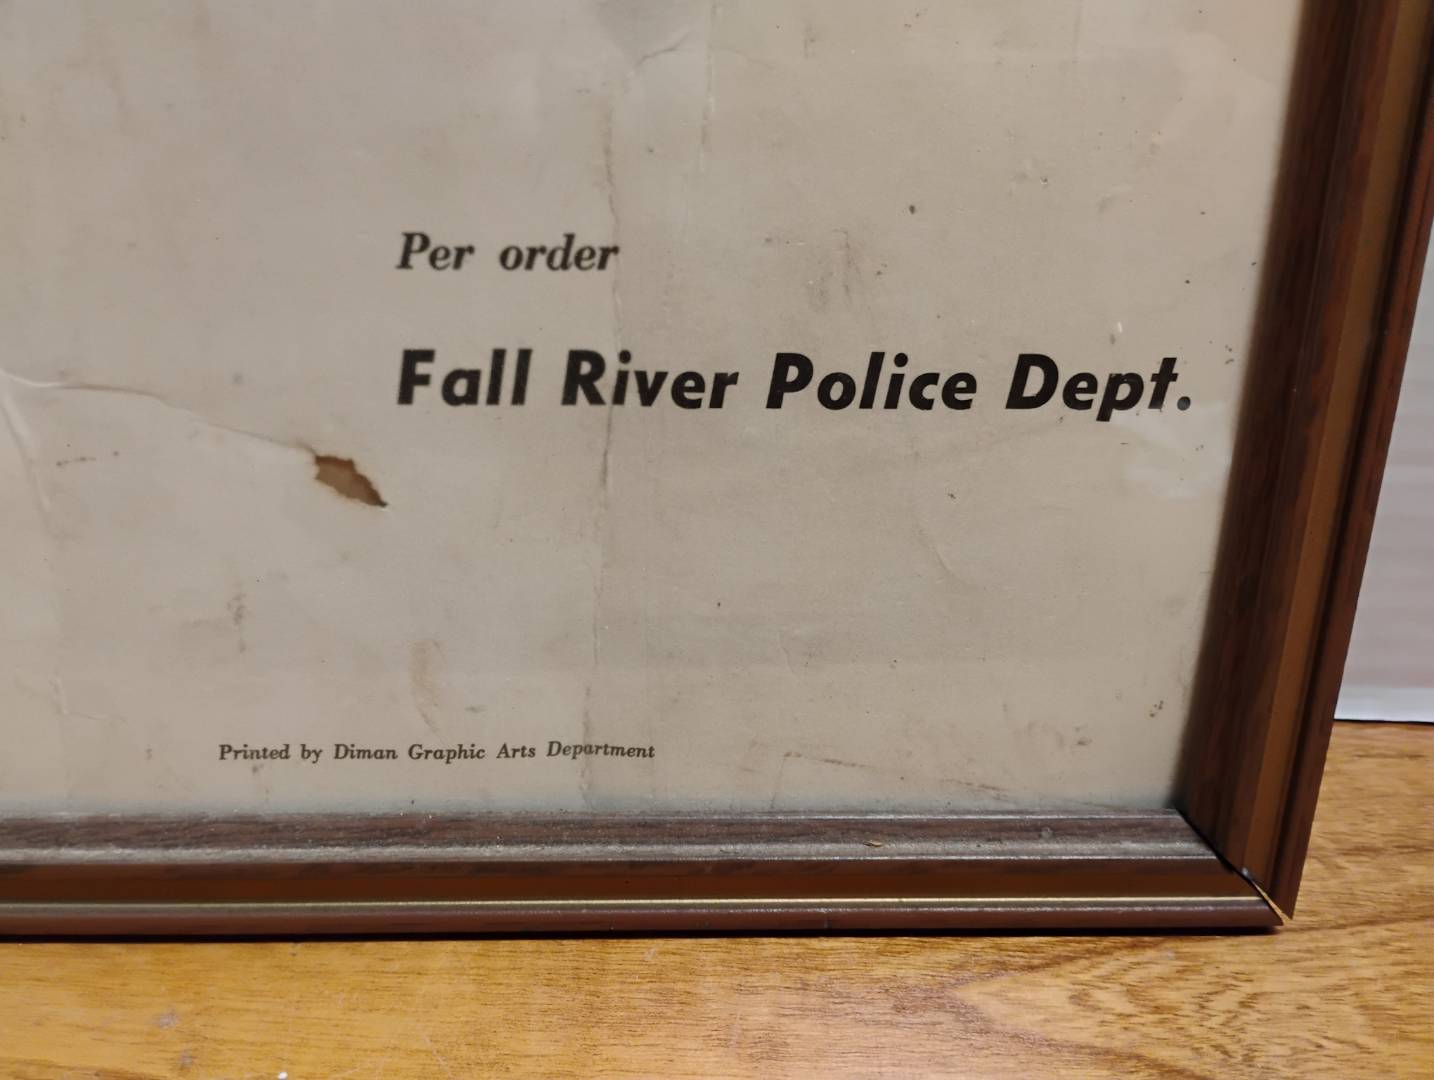 Per order
Fall River Police Dept.
Printed by Diman Graphic Arts Department